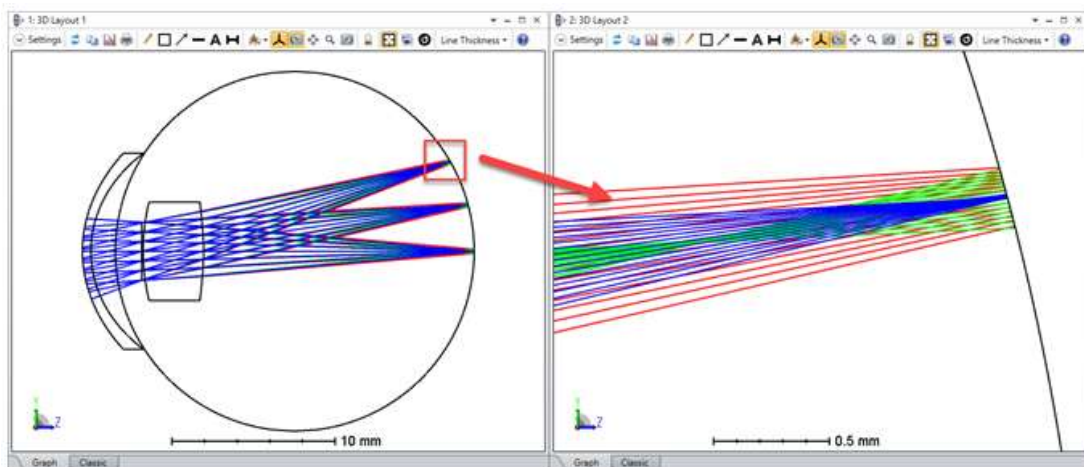 1: 3D Layout 1
Settings
A
Line Thickness
10 mm
Y
Z
Graph
Classic
2: 3D Layout 2
Settings
A
Line Thickness
0.5 mm
Y
Z
Graph
Classic